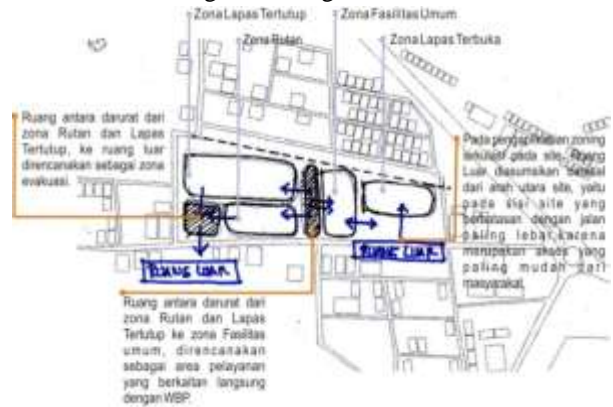 Zona Lapas Tertutup
Zona Fasilitas Umum
Zona Rutan
Zona Lapas Terbuka
Ruang antara darurat dari
zona Rutan dan Lapas
Tertutup, ke ruang luar
direncanakan sebagai zona
evakuasi.
Pada pengaplikasian zoning
sirkulasi pada site, Ruang
Luar diasumsikan berasal
dari arah utara site, yaitu
pada sisi site yang
berbatasan dengan jalan
paling lebar karena
merupakan akses yang
paling mudah dari
masyarakat.
RUANG LUAR
RUANG LUAR
Ruang antara darurat dari
zona Rutan dan Lapas
Tertutup ke zona Fasilitas
umum, direncanakan
sebagai area pelayanan
yang berkaitan langsung
dengan WBP.